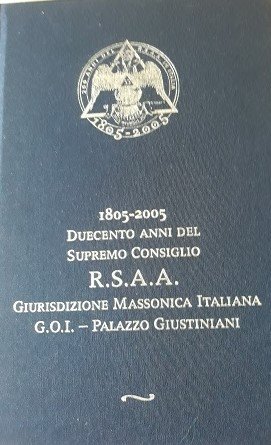 1805-2005
1805-2005
DUECENTO ANNI DEL
SUPREMO CONSIGLIO
R.S.A.A.
GIURISDIZIONE MASSONICA ITALIANA
G.O.I. – PALAZZO GIUSTINIANI